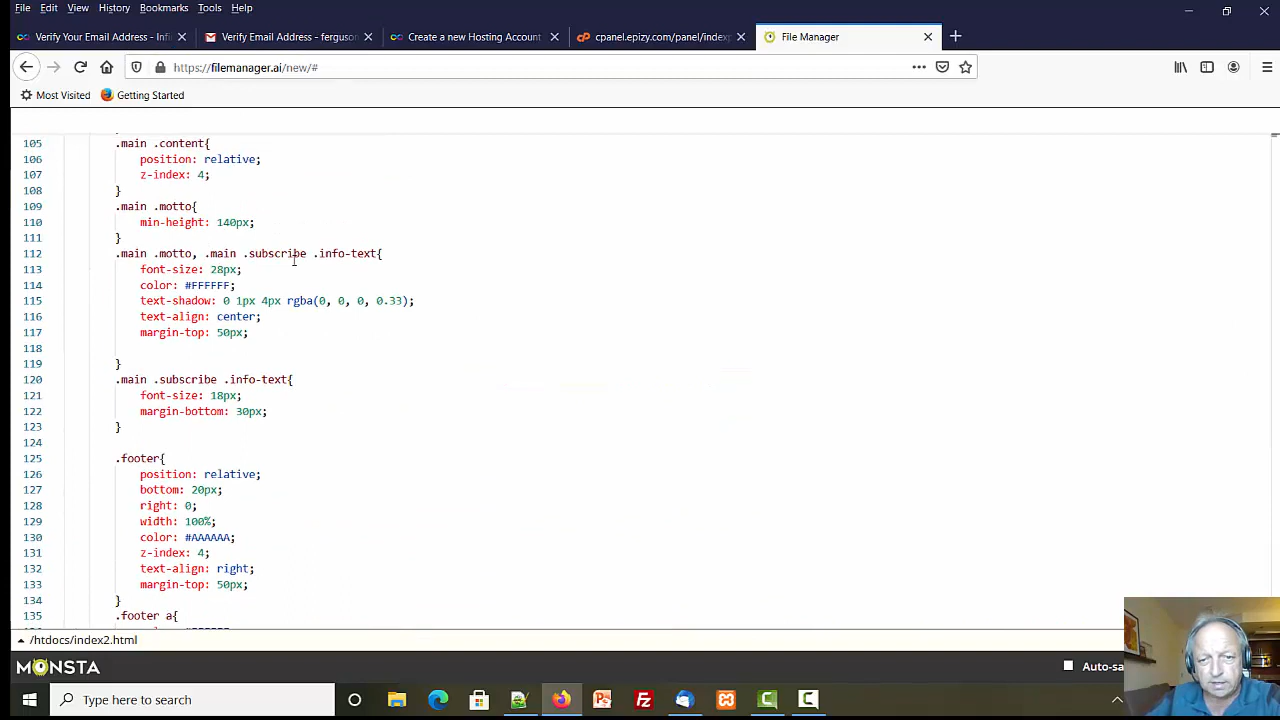 File Edit View History Bookmarks Tools Help
Verify Your Email Address - Infi Verify Email Address - ferguso Create a new Hosting Account cpanel.epizy.com/panel/index File Manager
https://filemanager.ai/new/#
Most Visited Getting Started
105 .main .content{
106 position: relative;
107 z-index: 4;
108 }
109 .main .motto{
110 min-height: 140px;
111 }
112 .main .motto, .main .subscribe .info-text{
113 font-size: 28px;
114 color: #FFFFFF;
115 text-shadow: 0 1px 4px rgba(0, 0, 0, 0.33);
116 text-align: center;
117 margin-top: 50px;
118
119 }
120 .main .subscribe .info-text{
121 font-size: 18px;
122 margin-bottom: 30px;
123 }
124
125 .footer{
126 position: relative;
127 bottom: 20px;
128 right: 0;
129 width: 100%;
130 color: #AAAAAA;
131 z-index: 4;
132 text-align: right;
133 margin-top: 50px;
134 }
135 .footer a{
/htdocs/index2.html
MONSTA Auto-sa
Type here to search